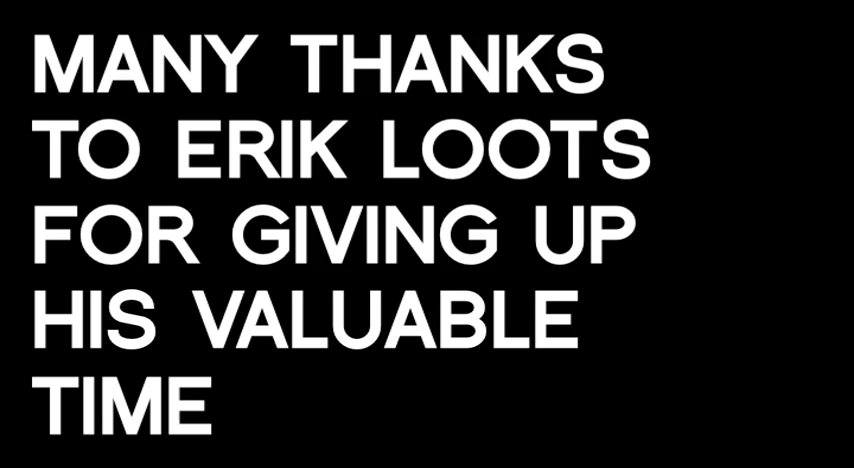 MANY THANKS
TO ERIK LOOTS
FOR GIVING UP
HIS VALUABLE
TIME